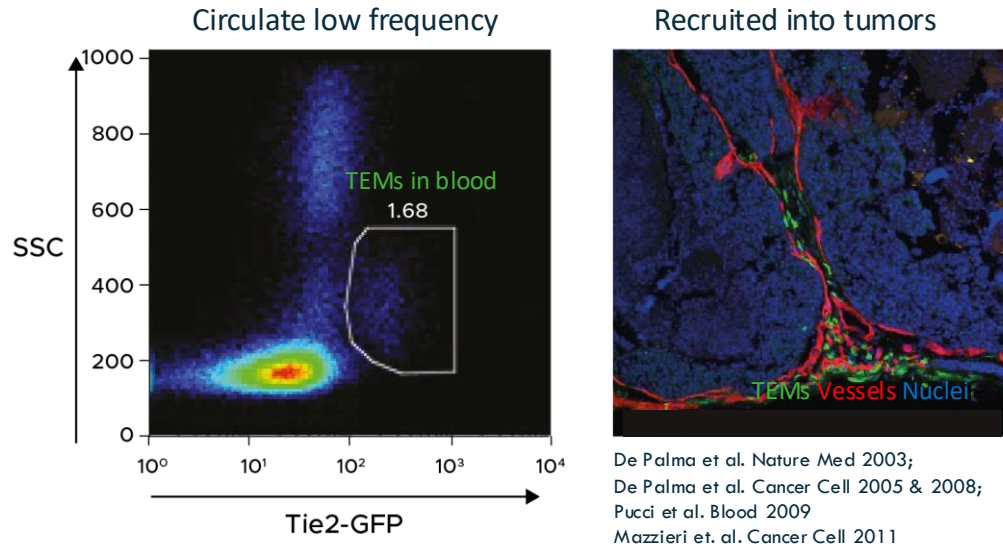 Circulate low frequency
Recruited into tumors
1000
800
600
400
200
0
SSC
TEMs in blood
1.68
10⁰
10¹
10²
10³
10⁴
Tie2-GFP
TEMs Vessels Nuclei
De Palma et al. Nature Med 2003;
De Palma et al. Cancer Cell 2005 & 2008;
Pucci et al. Blood 2009
Mazzieri et. al. Cancer Cell 2011